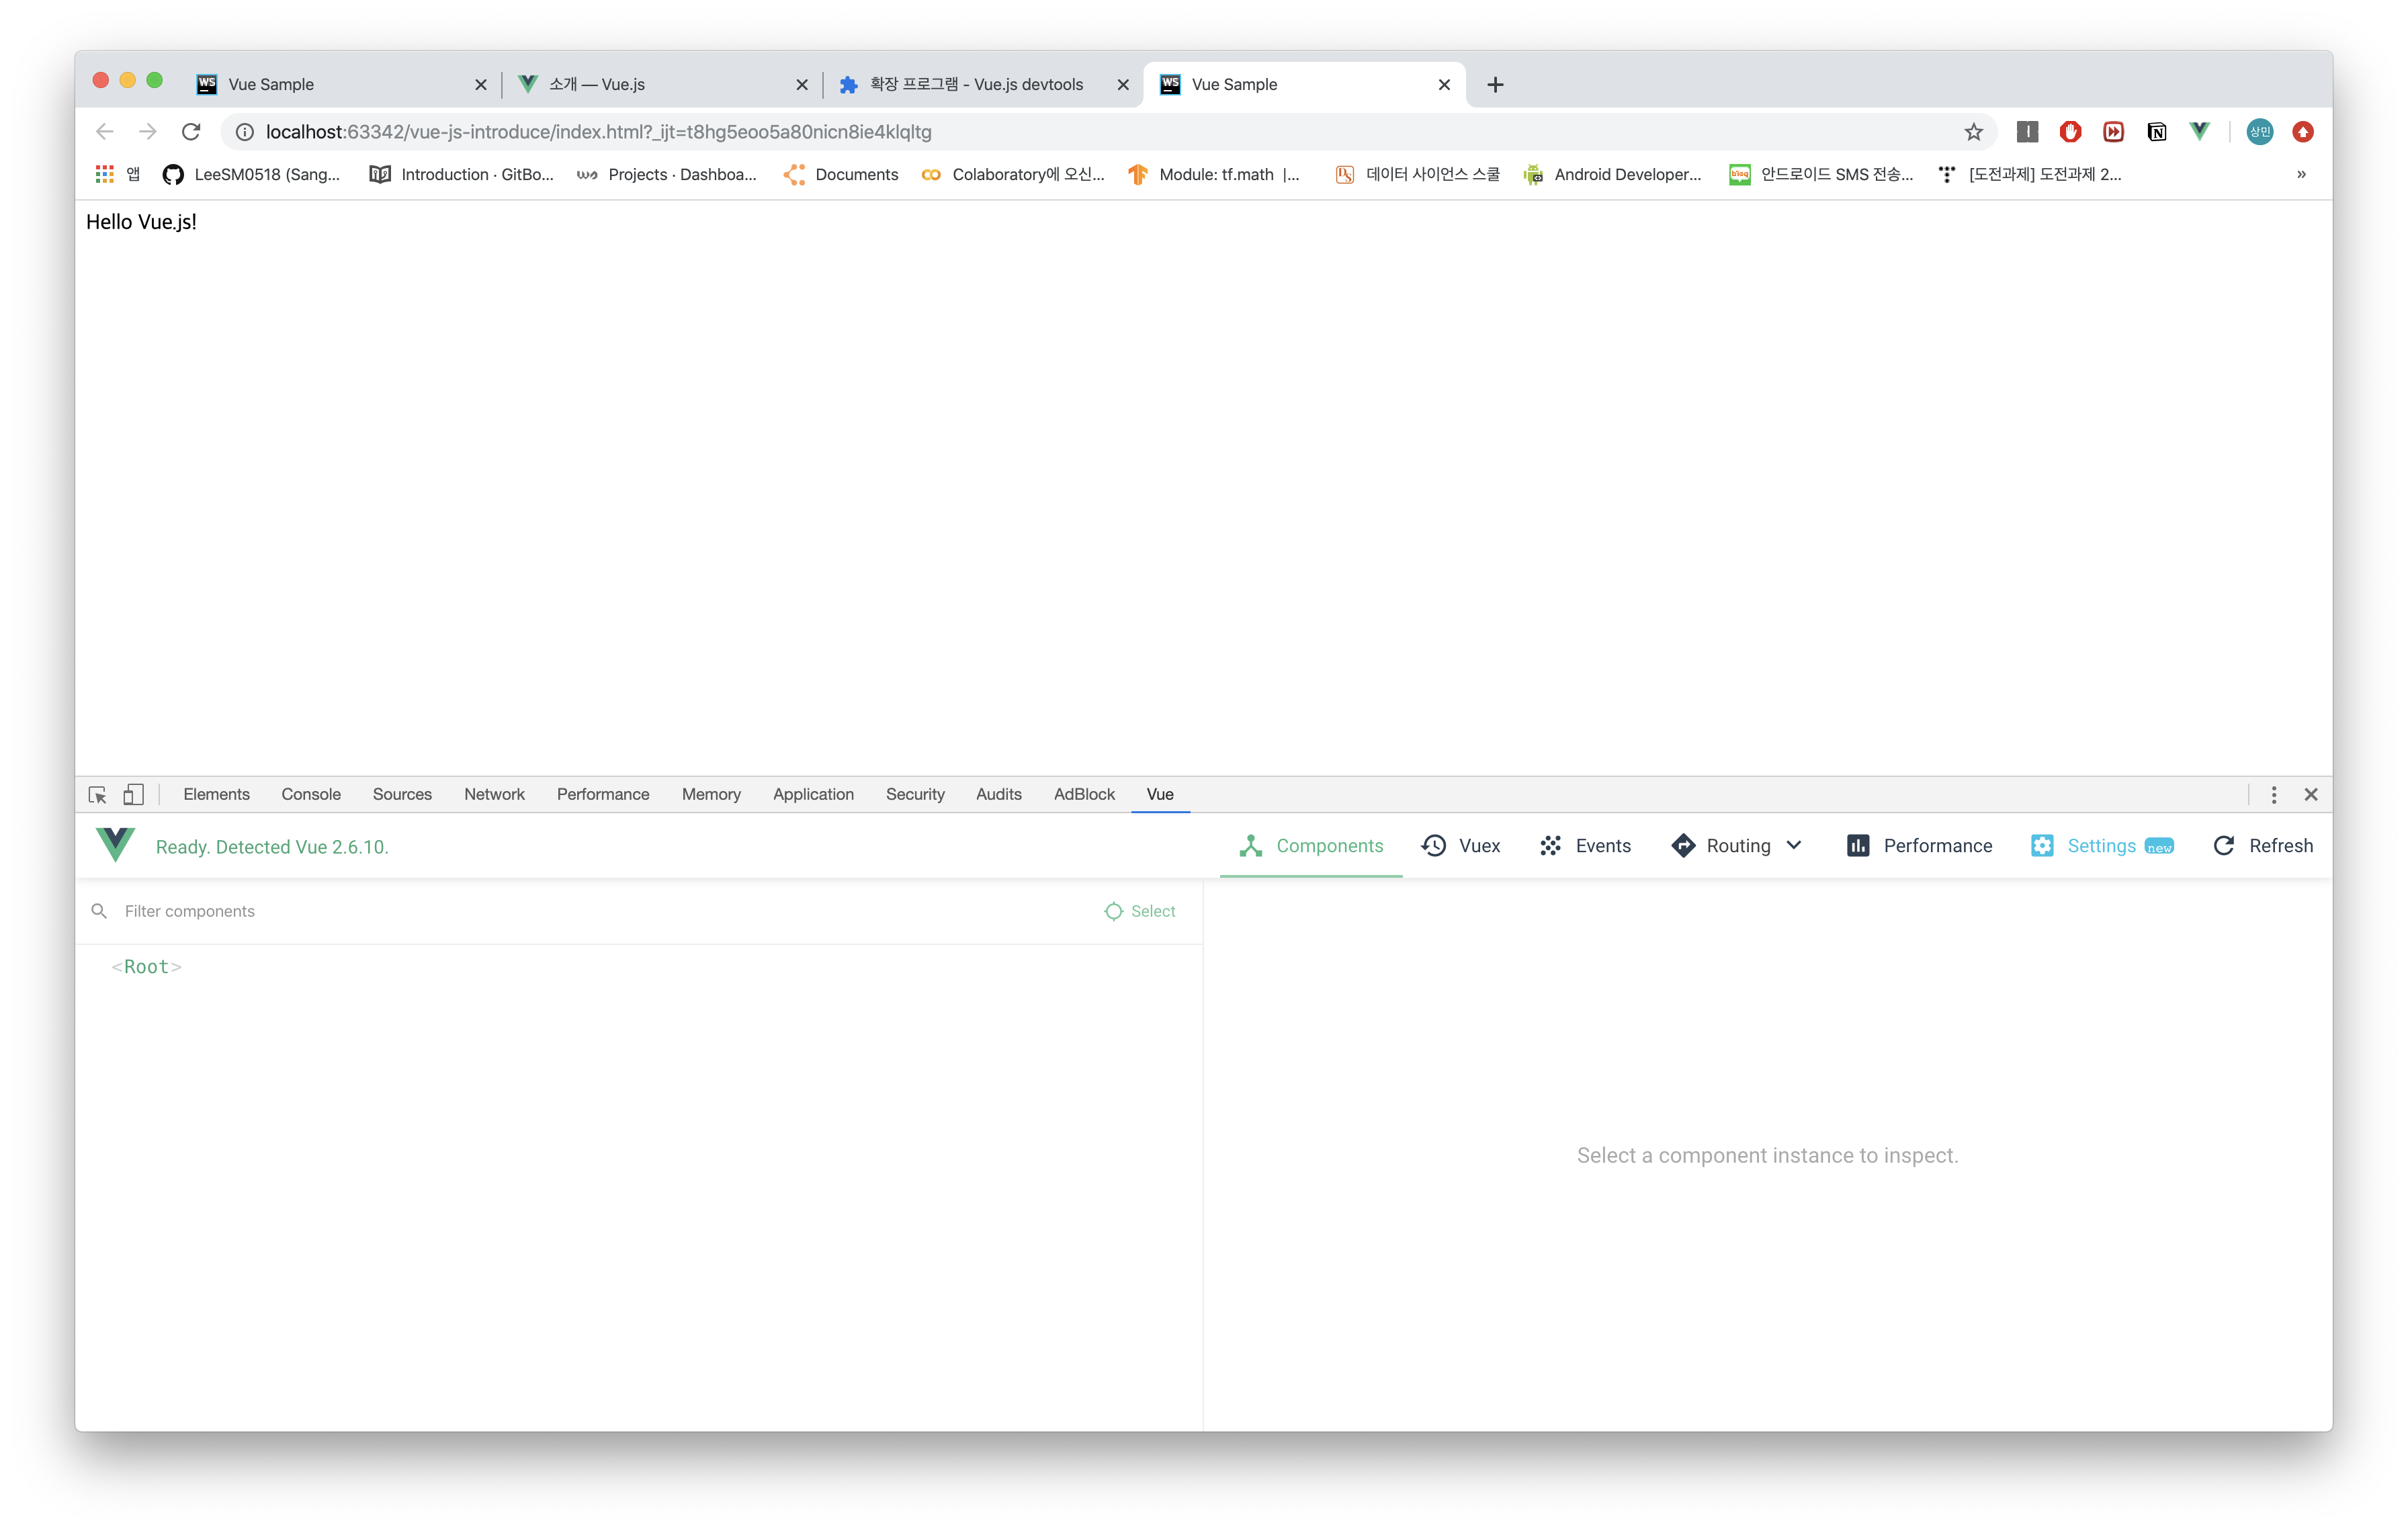 Vue Sample
소개 — Vue.js
확장 프로그램 - Vue.js devtools
Vue Sample
localhost:63342/vue-js-introduce/index.html?_ijt=t8hg5eoo5a80nicn8ie4klqltg
상민
앱
LeeSM0518 (Sang...
Introduction · GitBo...
Projects · Dashboa...
Documents
Colaboratory에 오신...
Module: tf.math |...
데이터 사이언스 스쿨
Android Developer...
blog
안드로이드 SMS 전송...
[도전과제] 도전과제 2...
»
Hello Vue.js!
Elements Console Sources Network Performance Memory Application Security Audits AdBlock Vue
Ready. Detected Vue 2.6.10.
Components Vuex Events Routing Performance Settings new Refresh
Filter components
Select
<Root>
Select a component instance to inspect.